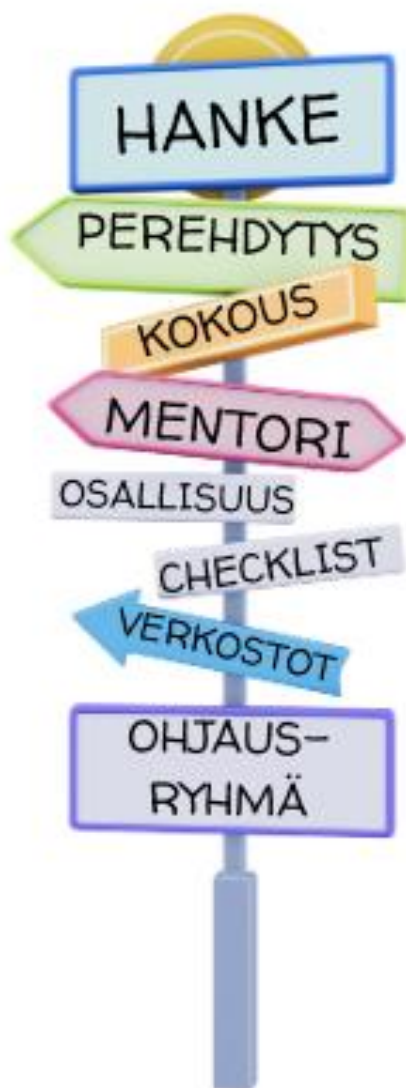 HANKE
PEREHDYTYS
KOKOUS
MENTORI
OSALLISUUS
CHECKLIST
VERKOSTOT
OHJAUS-
RYHMÄ